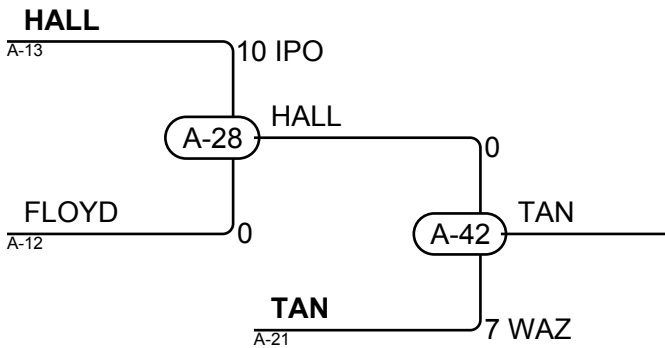 HALL
A-13
10 IPO
A-28
HALL
0
FLOYD
A-12
0
A-42
TAN
TAN
A-21
7 WAZ